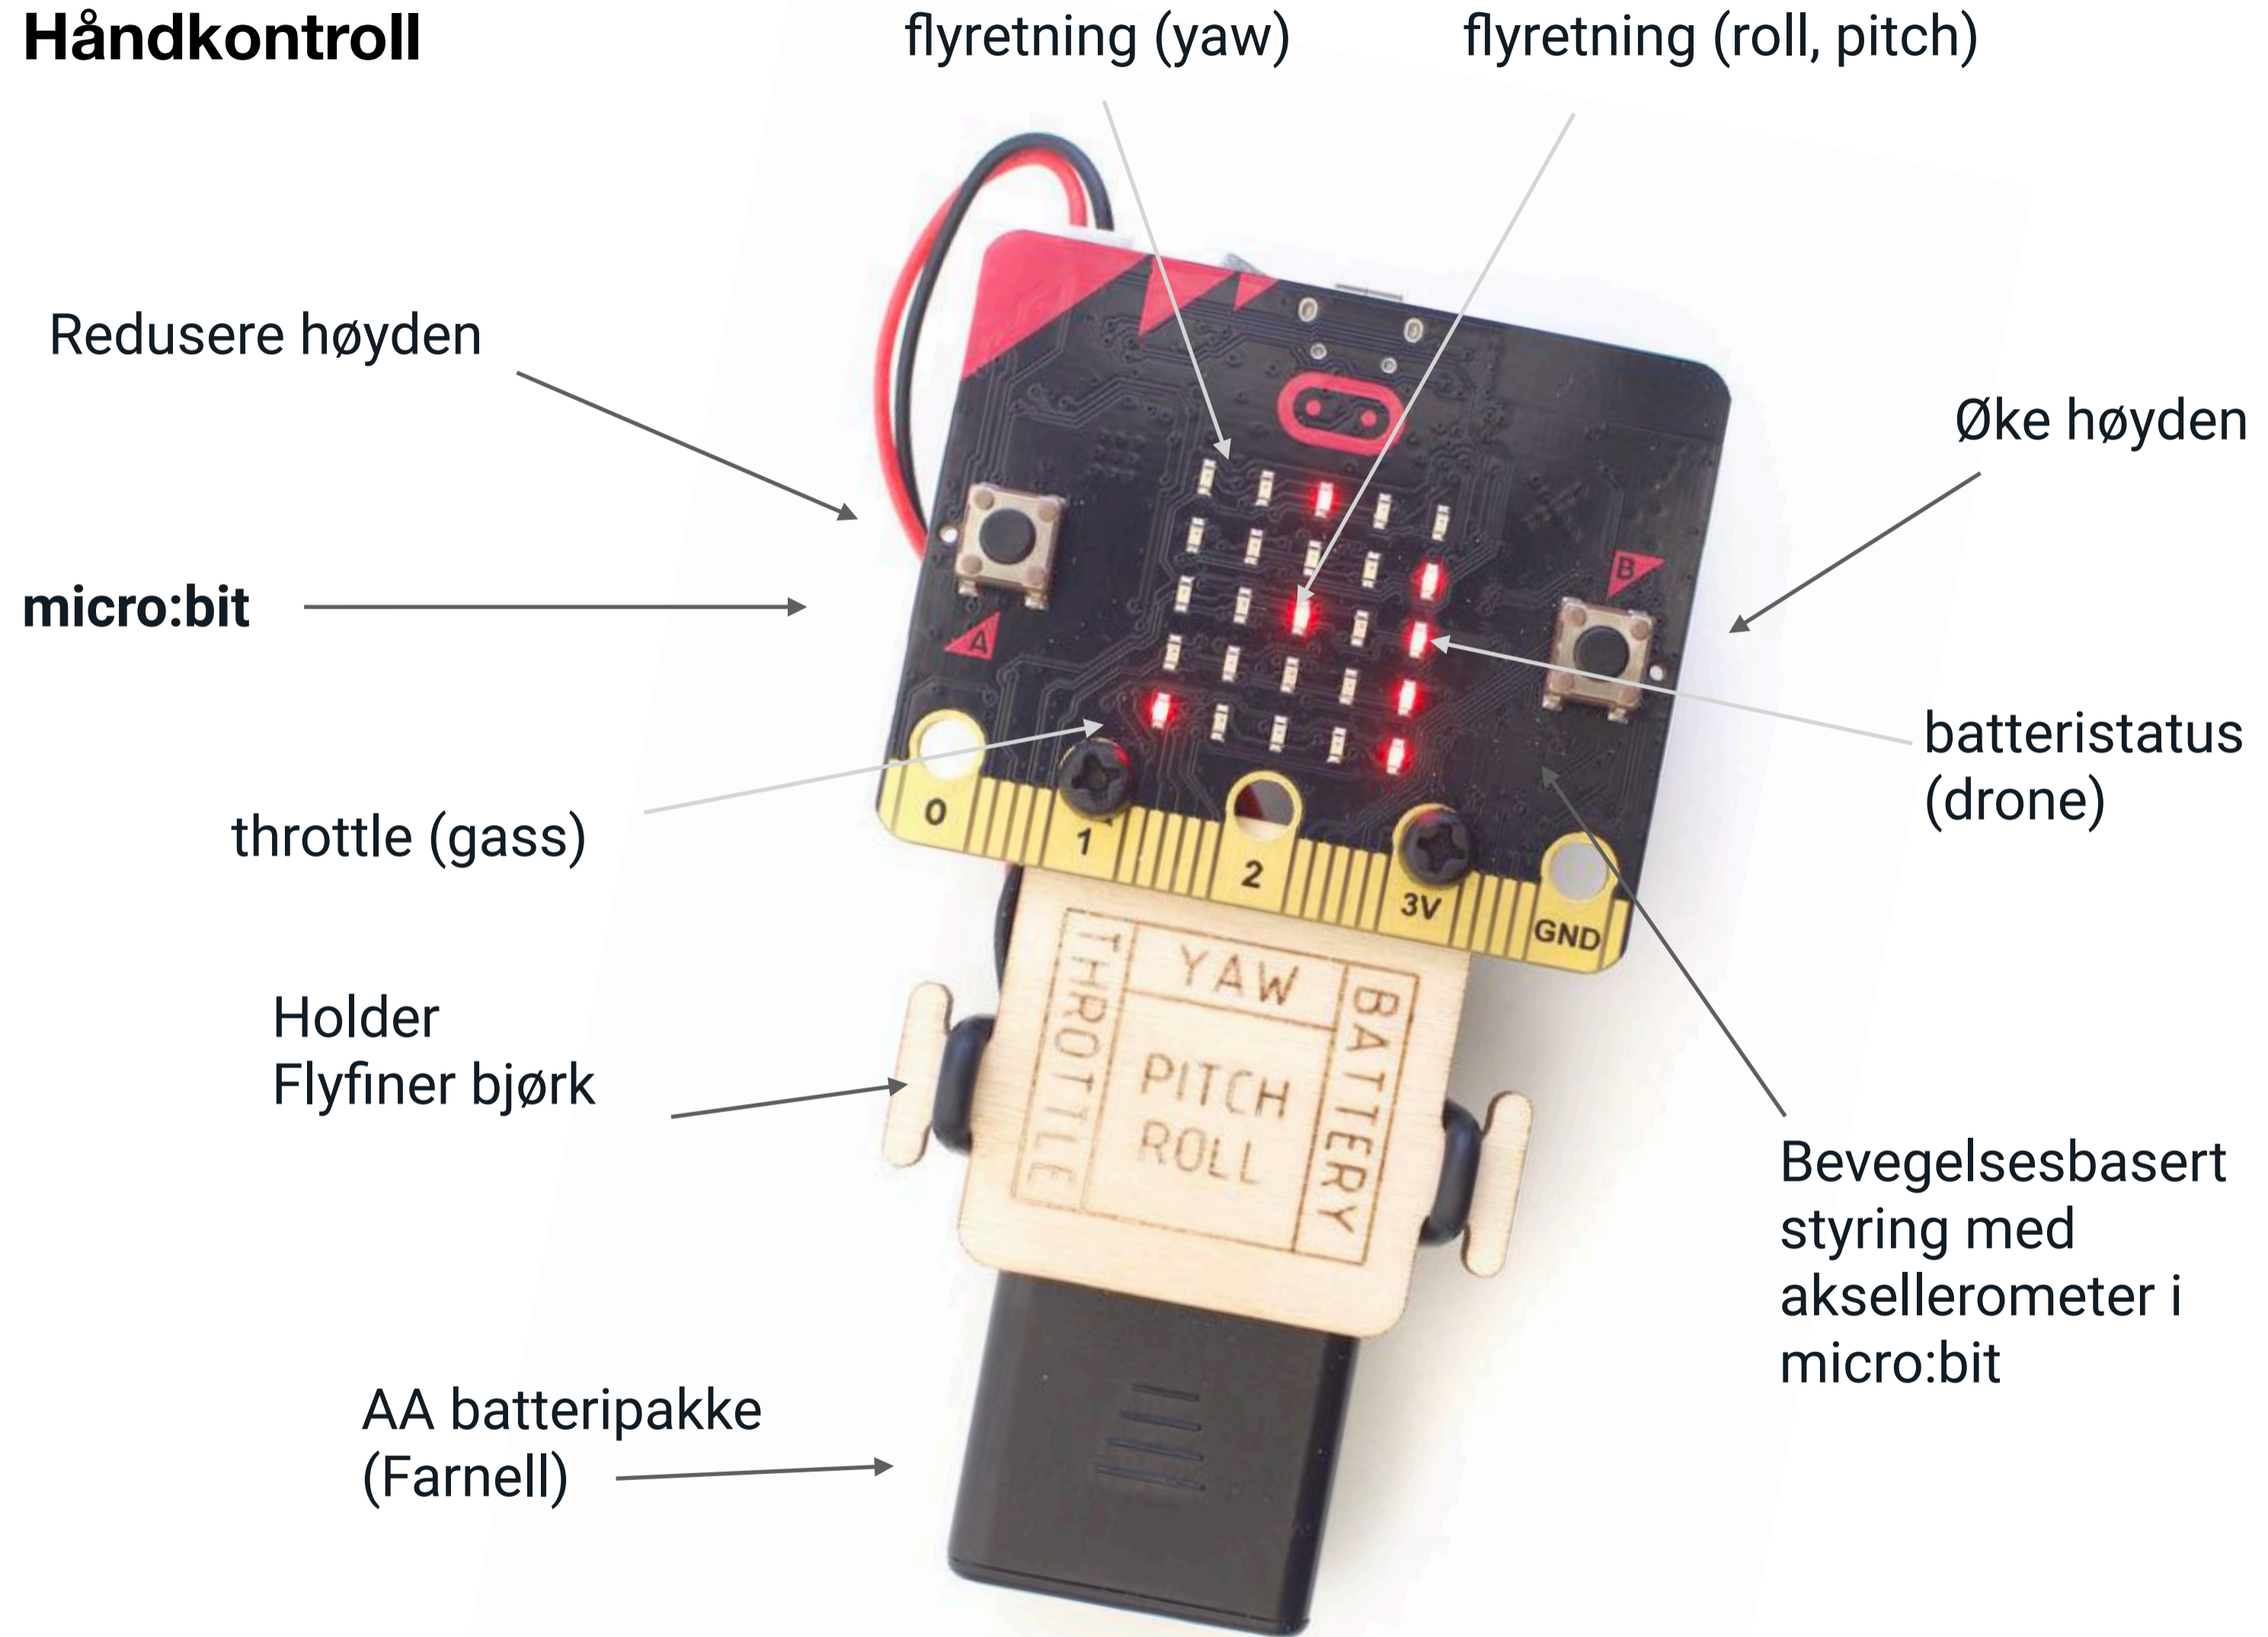 Håndkontroll
flyretning (yaw)
flyretning (roll, pitch)
Redusere høyden
Øke høyden
micro:bit
A
B
batteristatus
(drone)
throttle (gass)
0
1
2
3V
GND
Holder
Flyfiner bjørk
THROTTLE
YAW
BATTERY
PITCH
ROLL
Bevegelsesbasert
styring med
aksellerometer i
micro:bit
AA batteripakke
(Farnell)